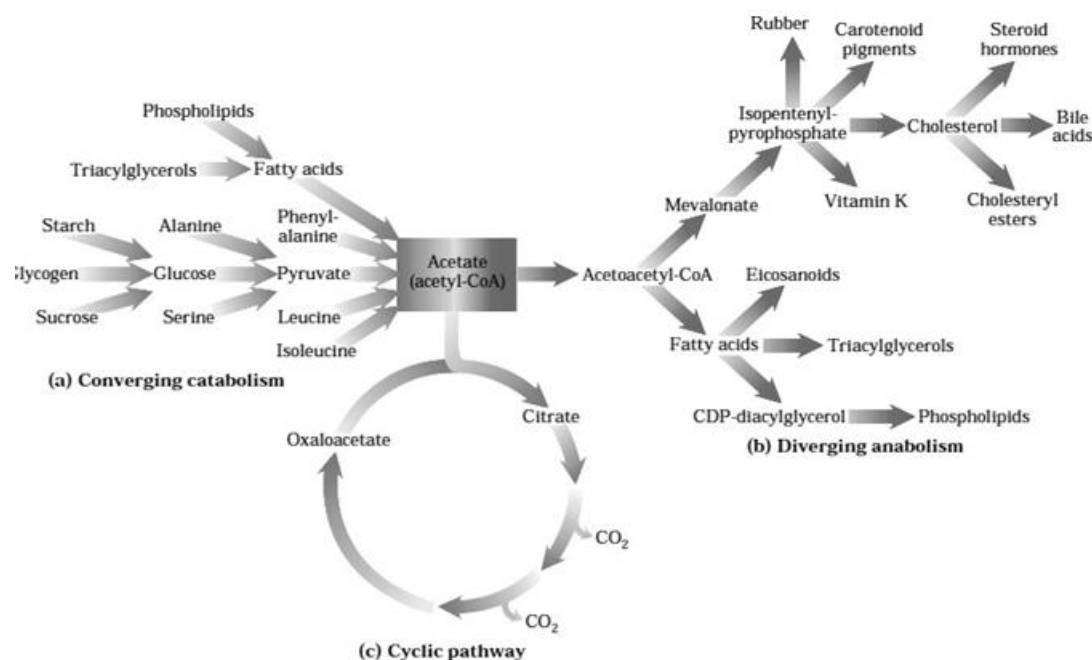 Rubber
Carotenoid
pigments
Steroid
hormones
Phospholipids
Isopentenyl-
pyrophosphate
Cholesterol
Bile
acids
Triacylglycerols
Fatty acids
Mevalonate
Vitamin K
Cholesteryl
esters
Starch
Alanine
Phenyl-
alanine
Glycogen
Glucose
Pyruvate
Acetate
(acetyl-CoA)
Acetoacetyl-CoA
Eicosanoids
Sucrose
Serine
Leucine
Isoleucine
Fatty acids
Triacylglycerols
(a) Converging catabolism
CDP-diacylglycerol
Phospholipids
(b) Diverging anabolism
Oxaloacetate
Citrate
CO2
CO2
(c) Cyclic pathway